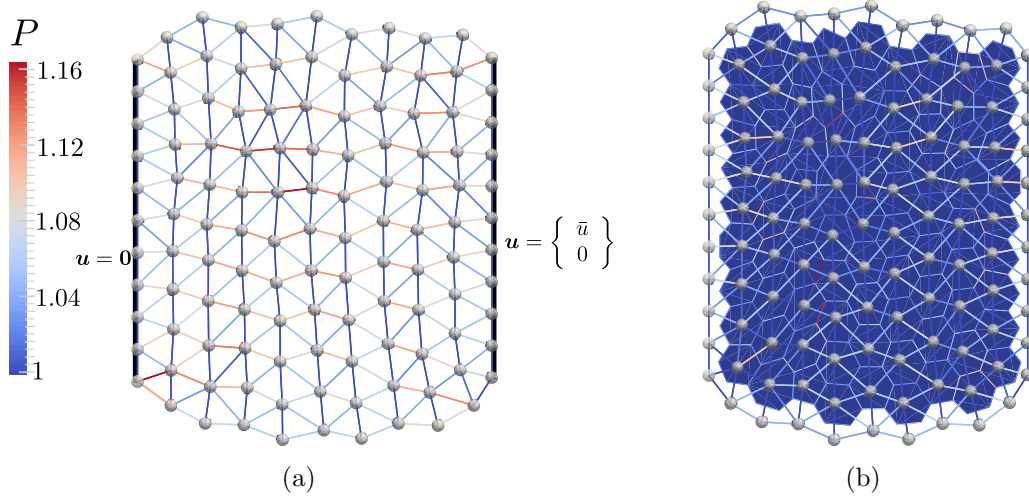 P
1.16
1.12
1.08
1.04
1
u = 0
u = { ū
0 }
(a)
(b)